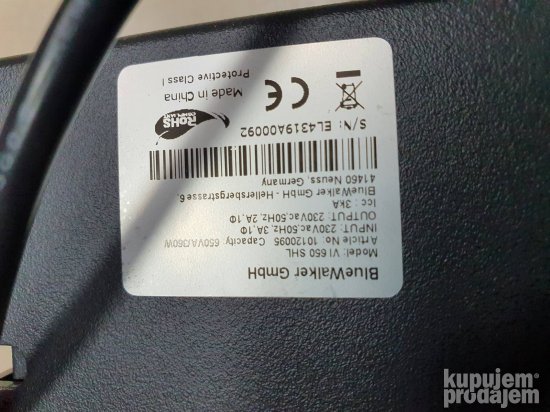 BlueWalker GmbH
Model: VI 650 SHL
Article No: 10120095 Capacity 650VA/360W
INPUT: 230Vac,50Hz,3A,1Φ
OUTPUT: 230Vac,50Hz,2A,1Φ
Icc: 3kA
BlueWalker GmbH - Hellersbergstrasse 6
41460 Neuss, Germany
S/N: EL4319A00092
RoHS
COMPLIANT
CE
Made in China
Protective Class I
kupujem
prodajem